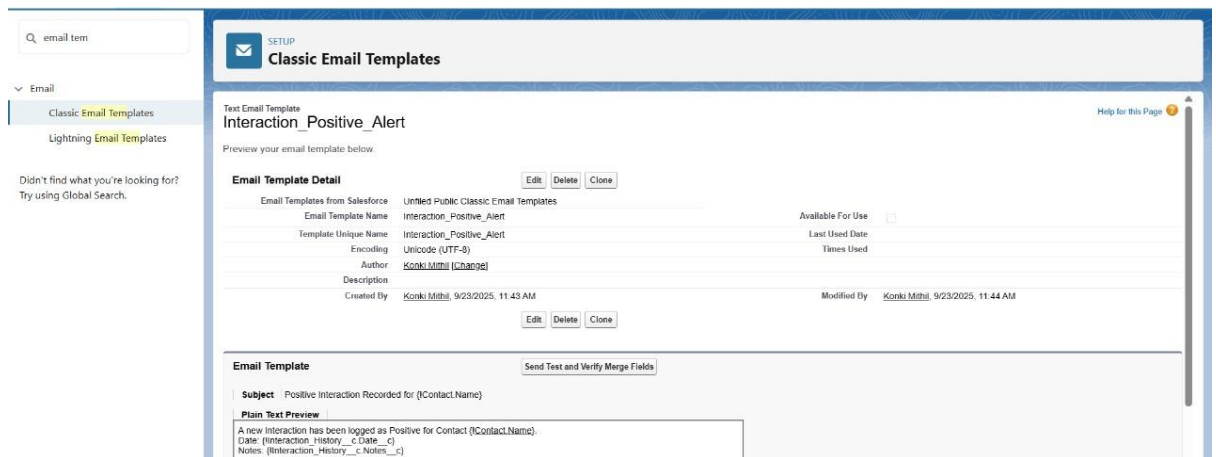 email tem
Email
Classic Email Templates
Lightning Email Templates
Didn't find what you're looking for?
Try using Global Search.
SETUP
Classic Email Templates
Text Email Template
Interaction_Positive_Alert
Help for this Page
Preview your email template below.
Email Template Detail
Edit Delete Clone
Email Templates from Salesforce Unfiled Public Classic Email Templates
Email Template Name Interaction_Positive_Alert Available For Use
Template Unique Name Interaction_Positive_Alert Last Used Date
Encoding Unicode (UTF-8) Times Used
Author Konki Mithil [Change]
Description
Created By Konki Mithil, 9/23/2025, 11:43 AM Modified By Konki Mithil, 9/23/2025, 11:44 AM
Edit Delete Clone
Email Template Send Test and Verify Merge Fields
Subject Positive Interaction Recorded for {!Contact.Name}
Plain Text Preview
A new Interaction has been logged as Positive for Contact {!Contact.Name}.
Date: {!Interaction_History__c.Date__c}
Notes: {!Interaction_History__c.Notes__c}